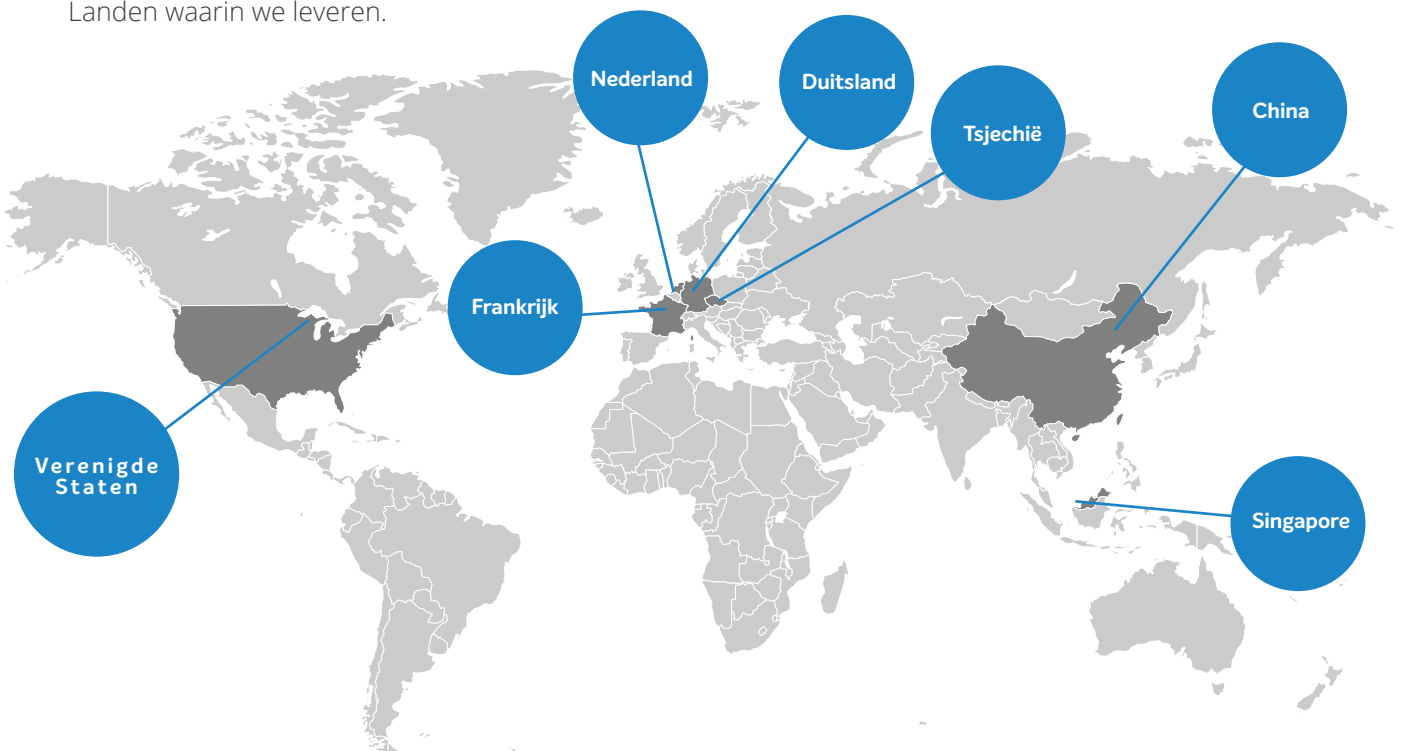 Landen waarin we leveren.
Nederland
Duitsland
Tsjechië
China
Frankrijk
Verenigde
Staten
Singapore